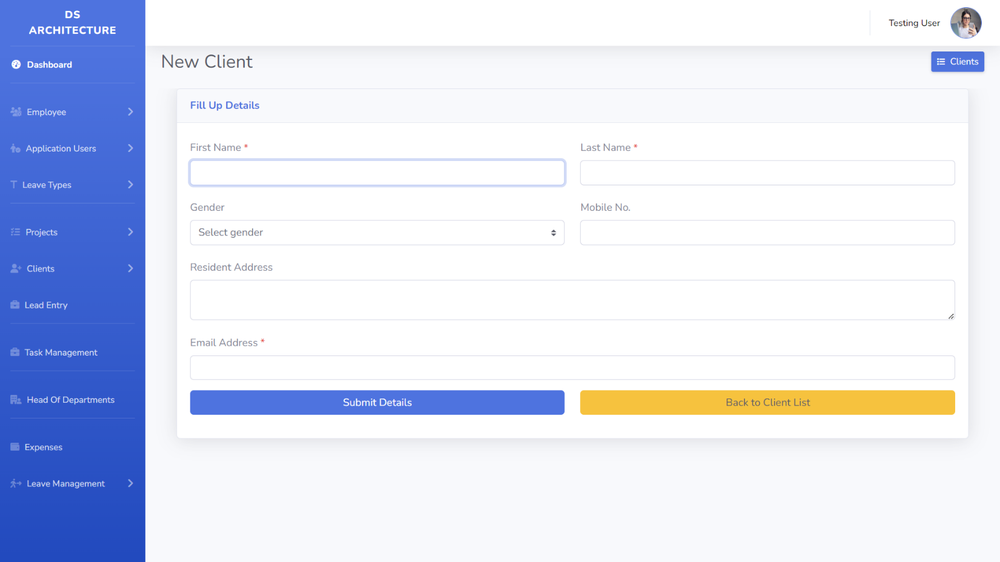 DS
ARCHITECTURE
Dashboard
Employee
Application Users
Leave Types
Projects
Clients
Lead Entry
Task Management
Head Of Departments
Expenses
Leave Management
Testing User
New Client
Clients
Fill Up Details
First Name *
Last Name *
Gender
Mobile No.
Select gender
Resident Address
Email Address *
Submit Details
Back to Client List